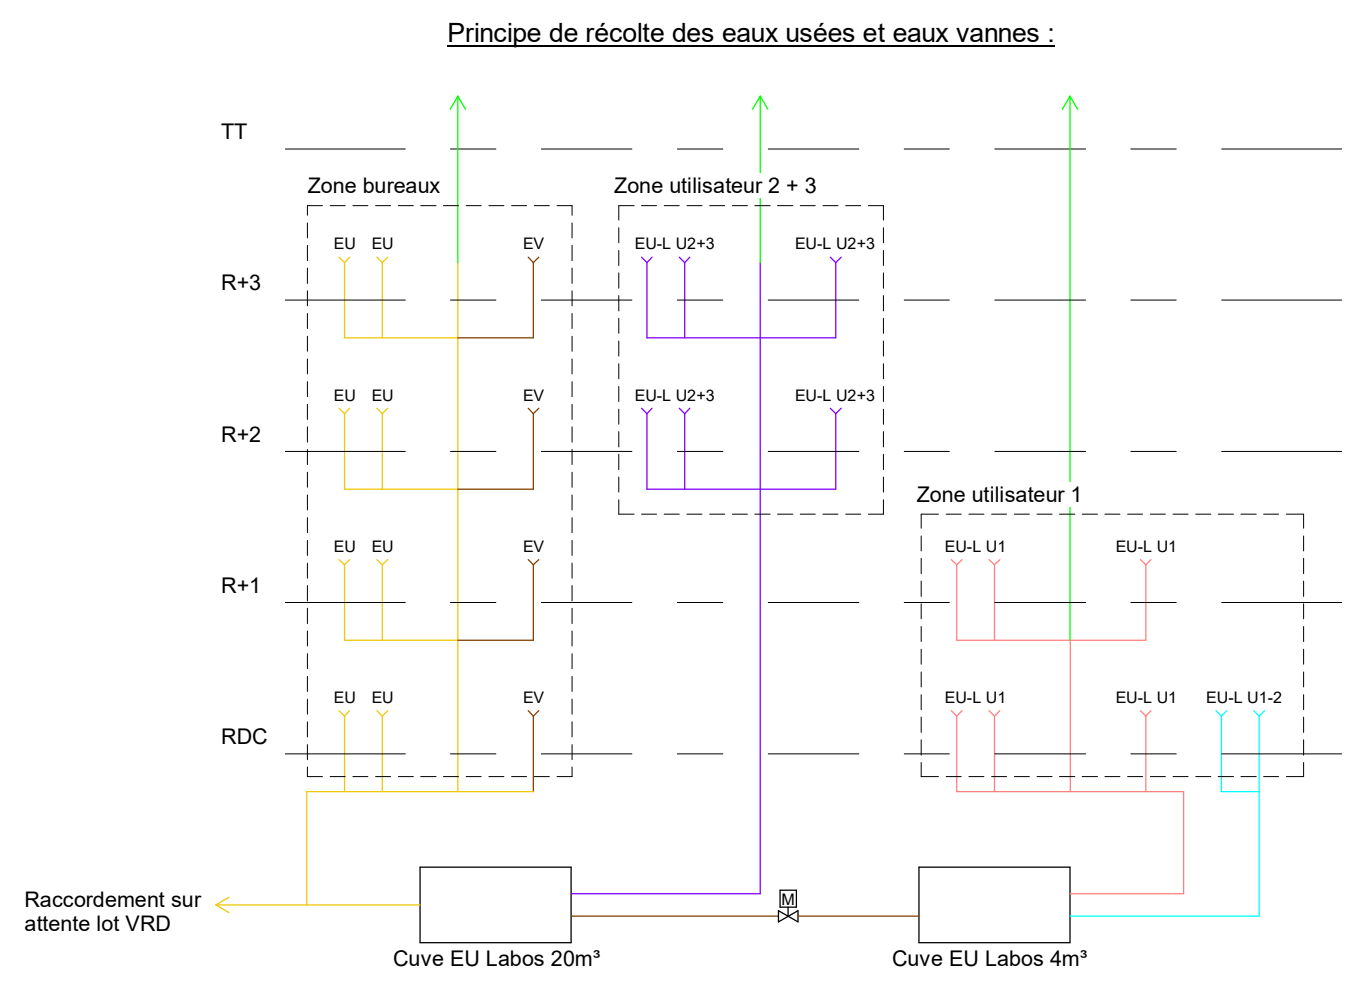 Principe de récolte des eaux usées et eaux vannes :
TT
Zone bureaux
Zone utilisateur 2 + 3
EU EU EV
EU-L U2+3 EU-L U2+3
R+3
EU EU EV
EU-L U2+3 EU-L U2+3
R+2
Zone utilisateur 1
EU EU EV
EU-L U1 EU-L U1
R+1
EU EU EV
EU-L U1 EU-L U1 EU-L U1-2
RDC
M
Raccordement sur
attente lot VRD
Cuve EU Labos 20m³
Cuve EU Labos 4m³